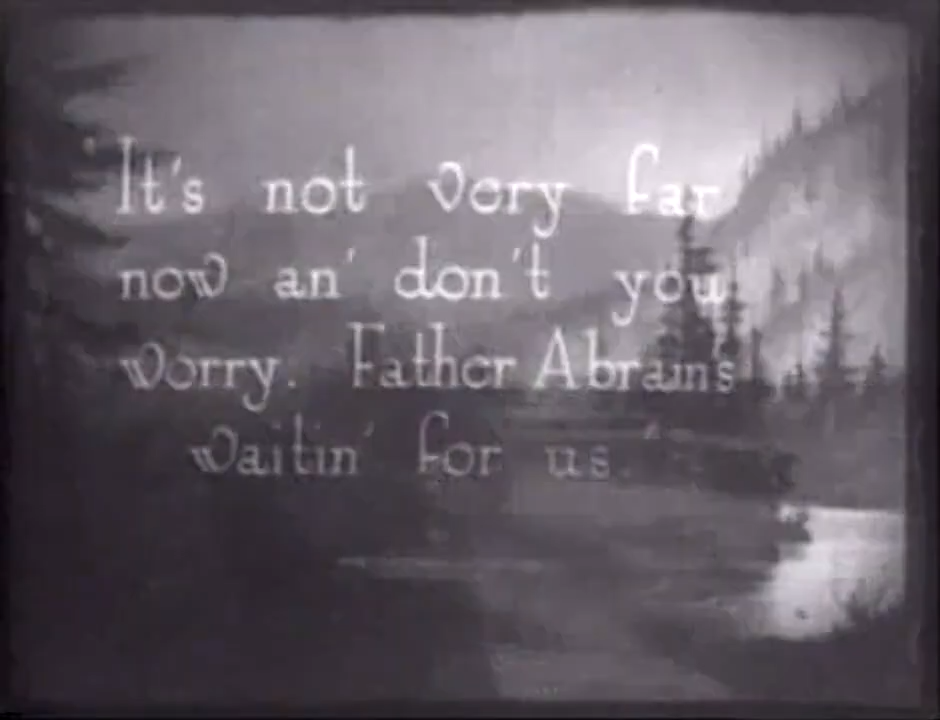 "It's not very far
now an' don't you
worry. Father Abram's
waitin' for us."